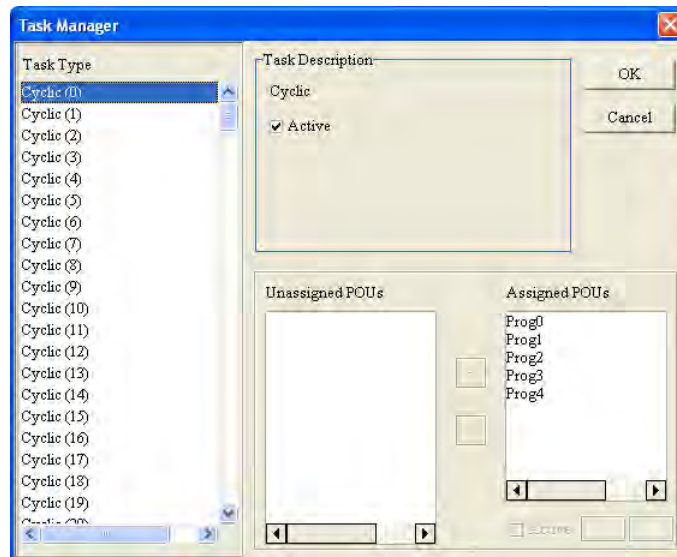 Task Manager
Task Type
Cyclic (0)
Cyclic (1)
Cyclic (2)
Cyclic (3)
Cyclic (4)
Cyclic (5)
Cyclic (6)
Cyclic (7)
Cyclic (8)
Cyclic (9)
Cyclic (10)
Cyclic (11)
Cyclic (12)
Cyclic (13)
Cyclic (14)
Cyclic (15)
Cyclic (16)
Cyclic (17)
Cyclic (18)
Cyclic (19)
Task Description
Cyclic
Active
OK
Cancel
Unassigned POUs
Assigned POUs
Prog0
Prog1
Prog2
Prog3
Prog4